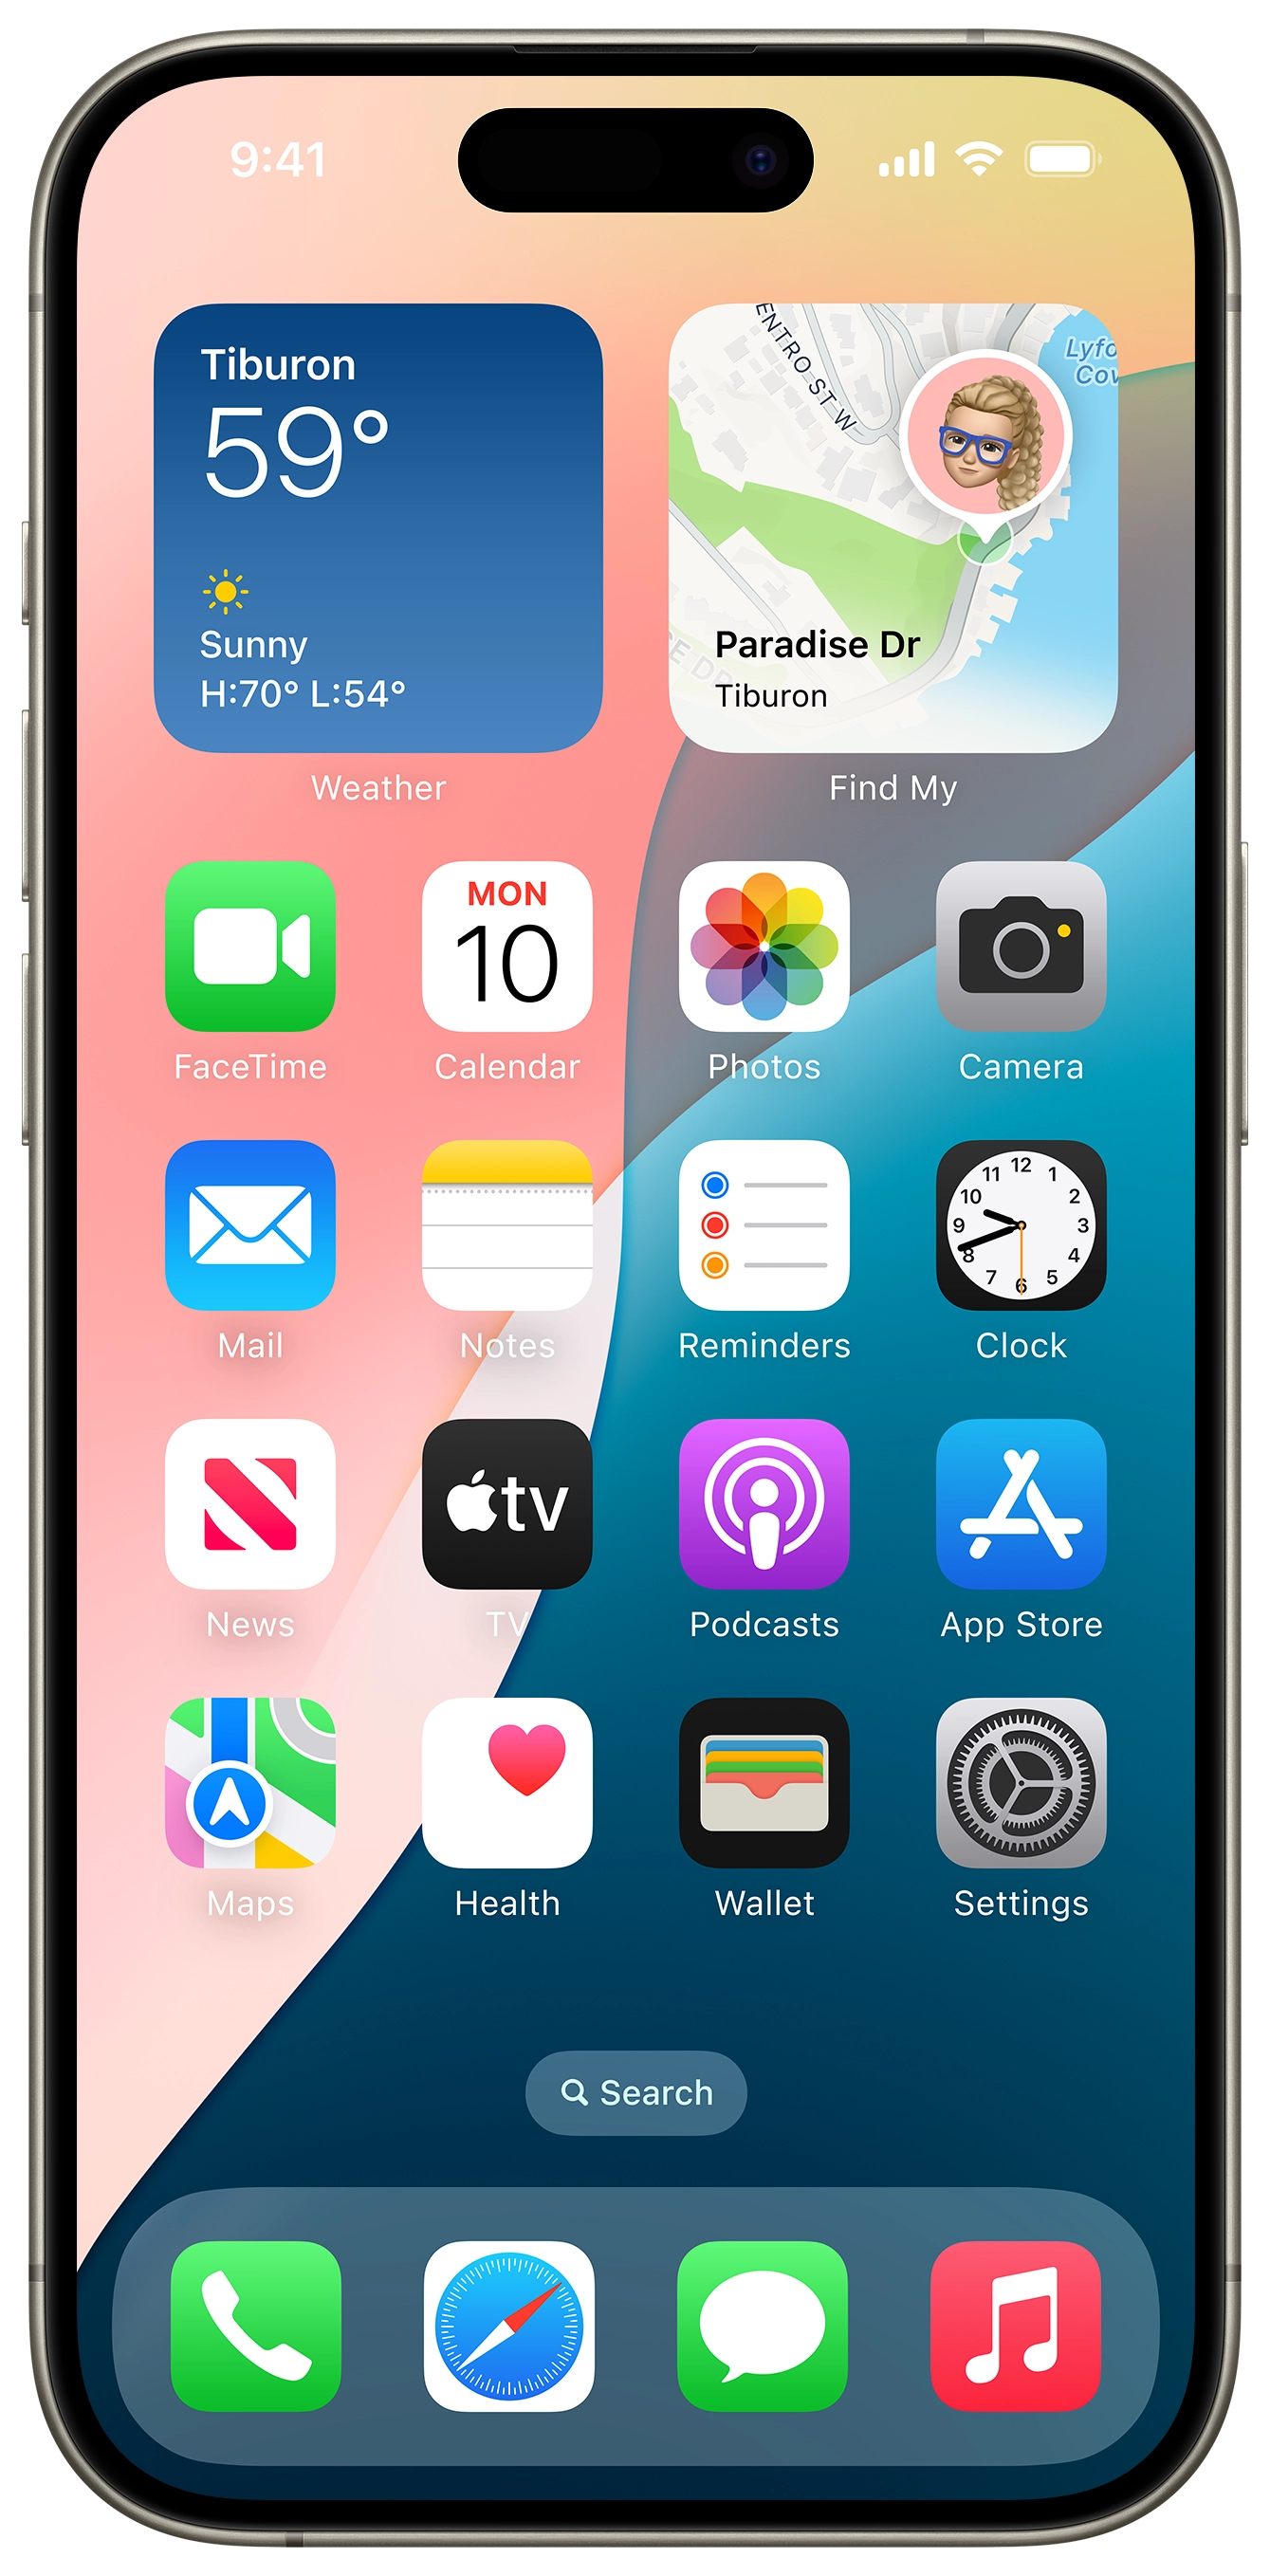 9:41
Tiburon
59°
Sunny
H:70° L:54°
Weather
ENTRO ST W
Lyfo
Cov
Paradise Dr
Tiburon
Find My
FaceTime
MON
10
Calendar
Photos
Camera
Mail
Notes
Reminders
12
1
2
3
4
5
6
7
8
9
10
11
Clock
News
tv
TV
Podcasts
App Store
Maps
Health
Wallet
Settings
Search